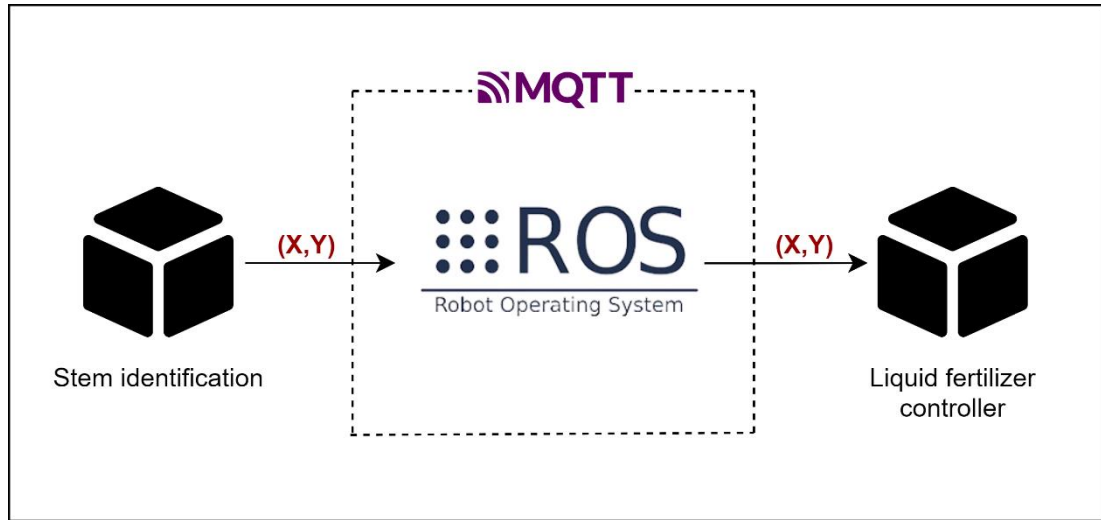 MQTT
(X,Y)
ROS
(X,Y)
Robot Operating System
Stem identification
Liquid fertilizer
controller